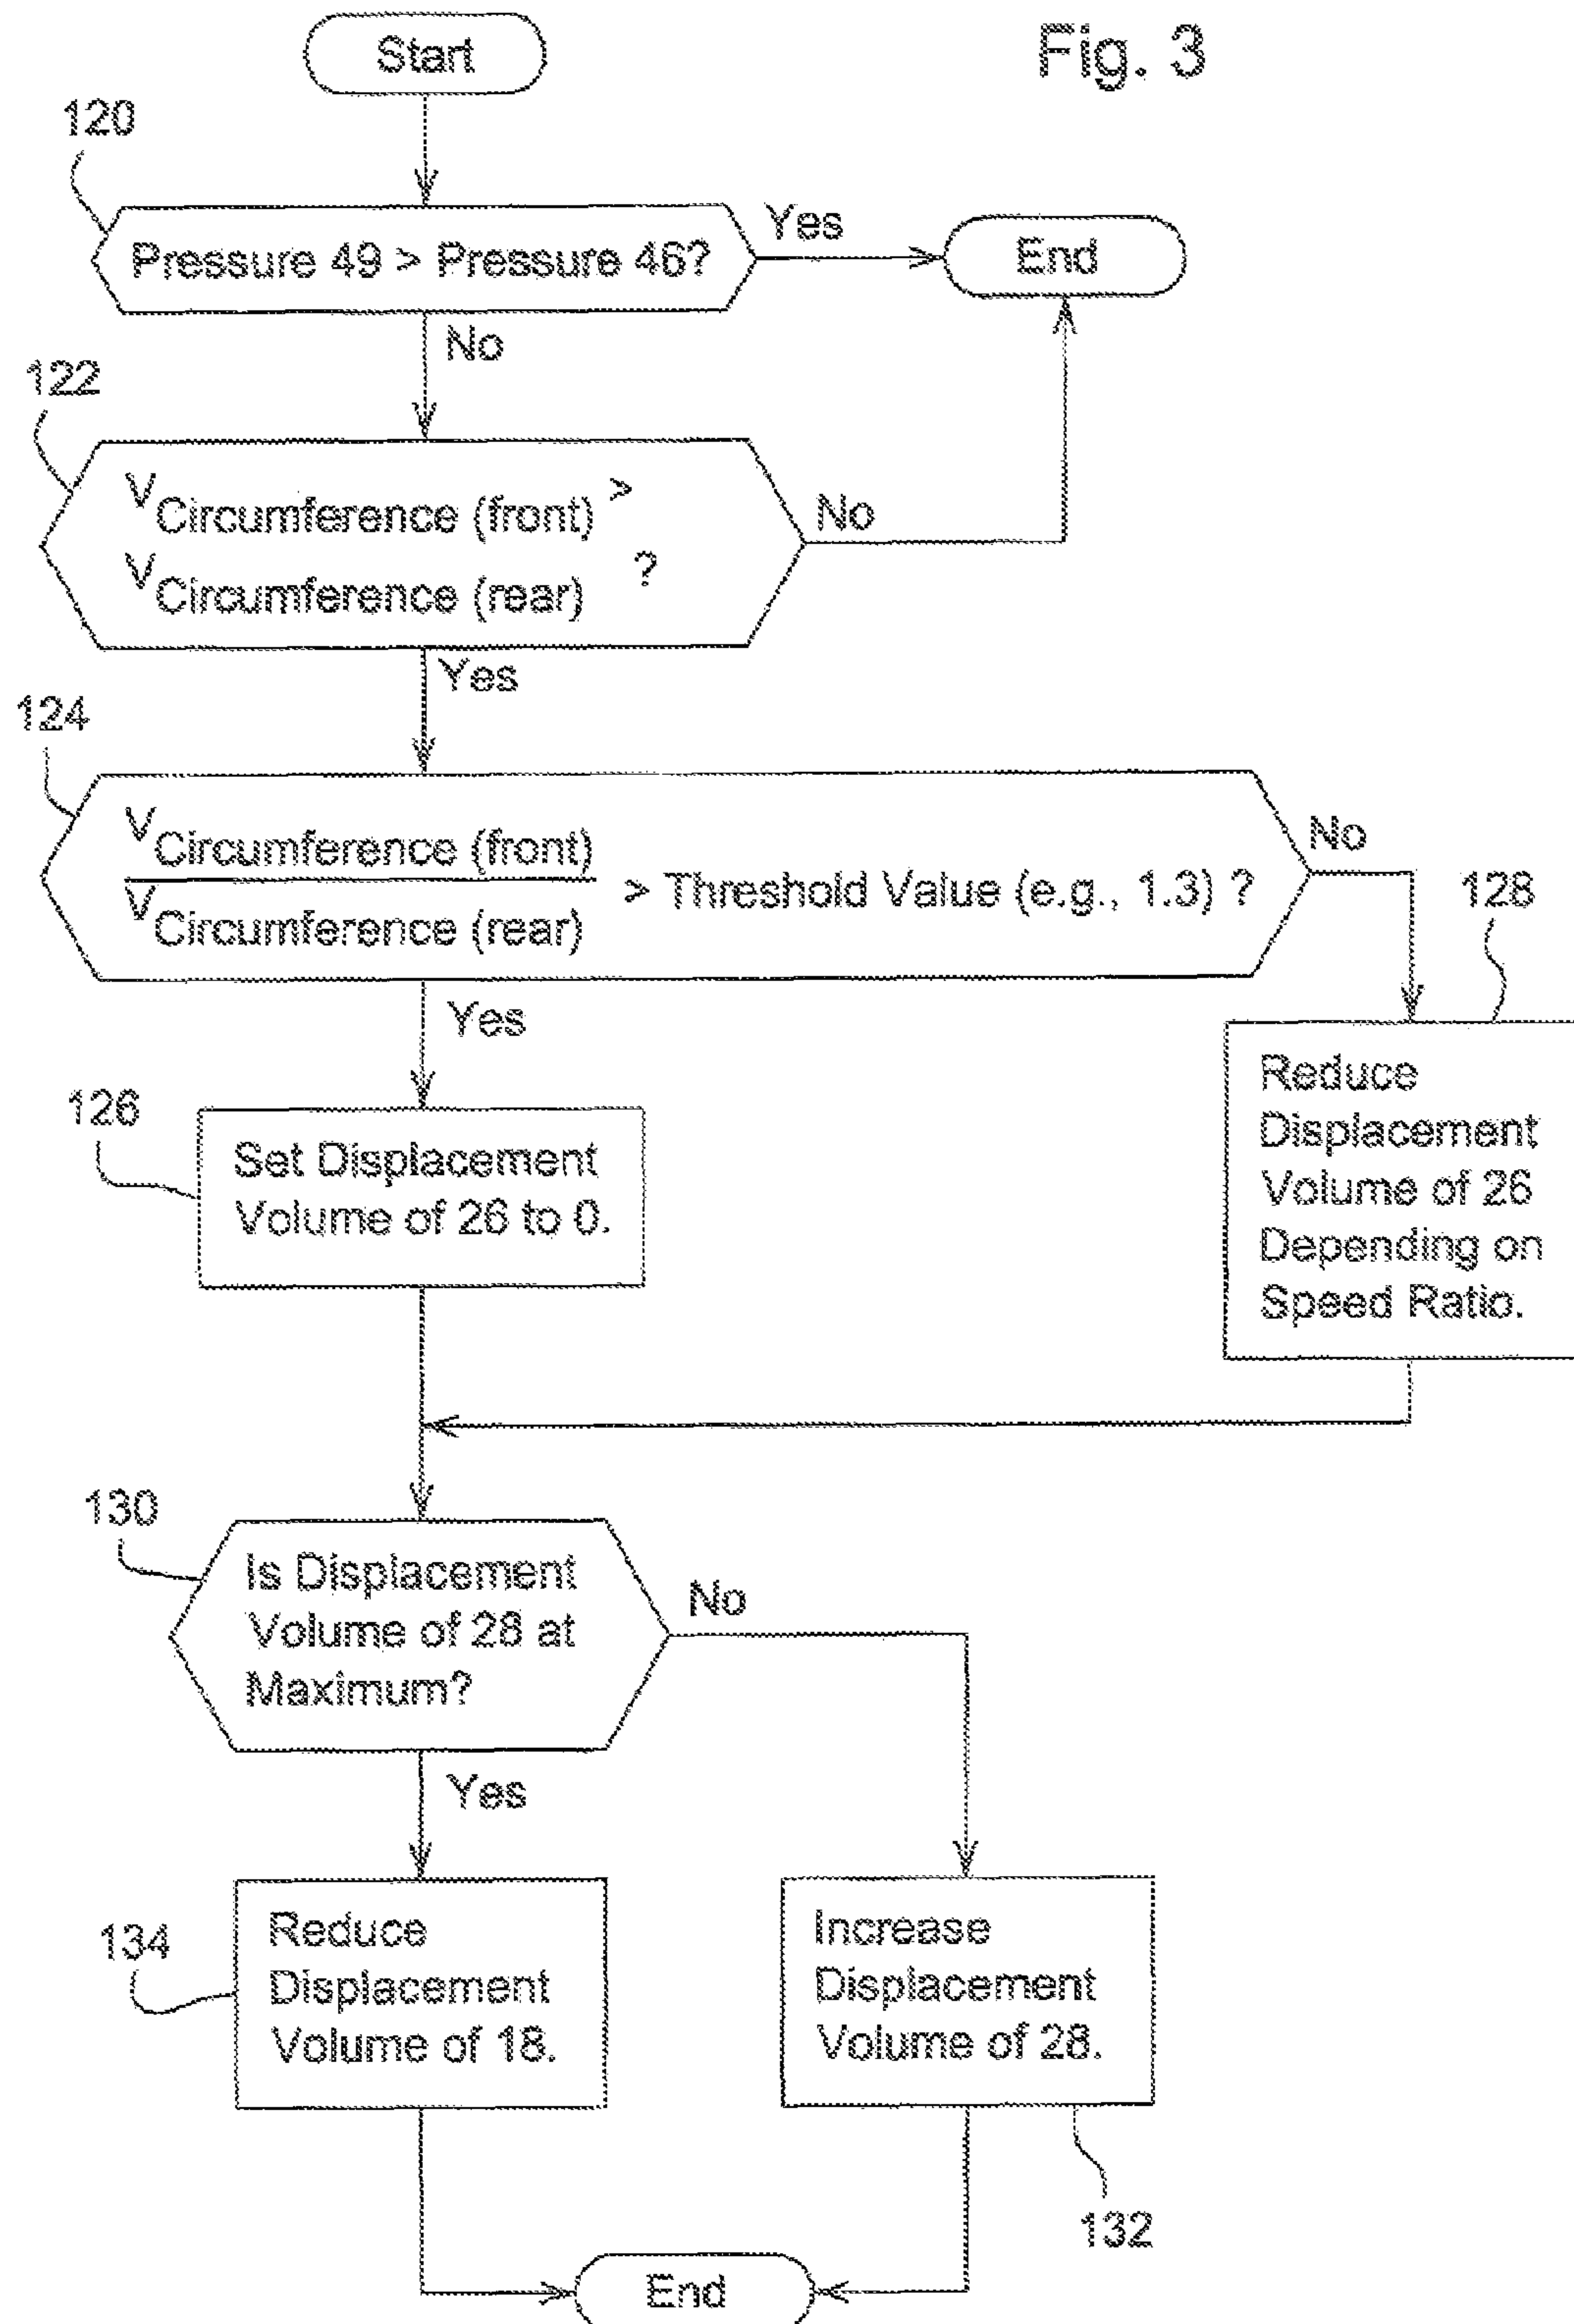 Fig. 3
Start
120
Pressure 49 > Pressure 46?
Yes
End
No
122
VCircumference (front) >
VCircumference (rear) ?
No
Yes
124
VCircumference (front)
VCircumference (rear)
> Threshold Value (e.g., 1.3) ?
No
128
Yes
Reduce
Displacement
Volume of 26
Depending on
Speed Ratio.
126
Set Displacement
Volume of 26 to 0.
130
Is Displacement
Volume of 28 at
Maximum?
No
Yes
134
Reduce
Displacement
Volume of 18.
Increase
Displacement
Volume of 28.
132
End